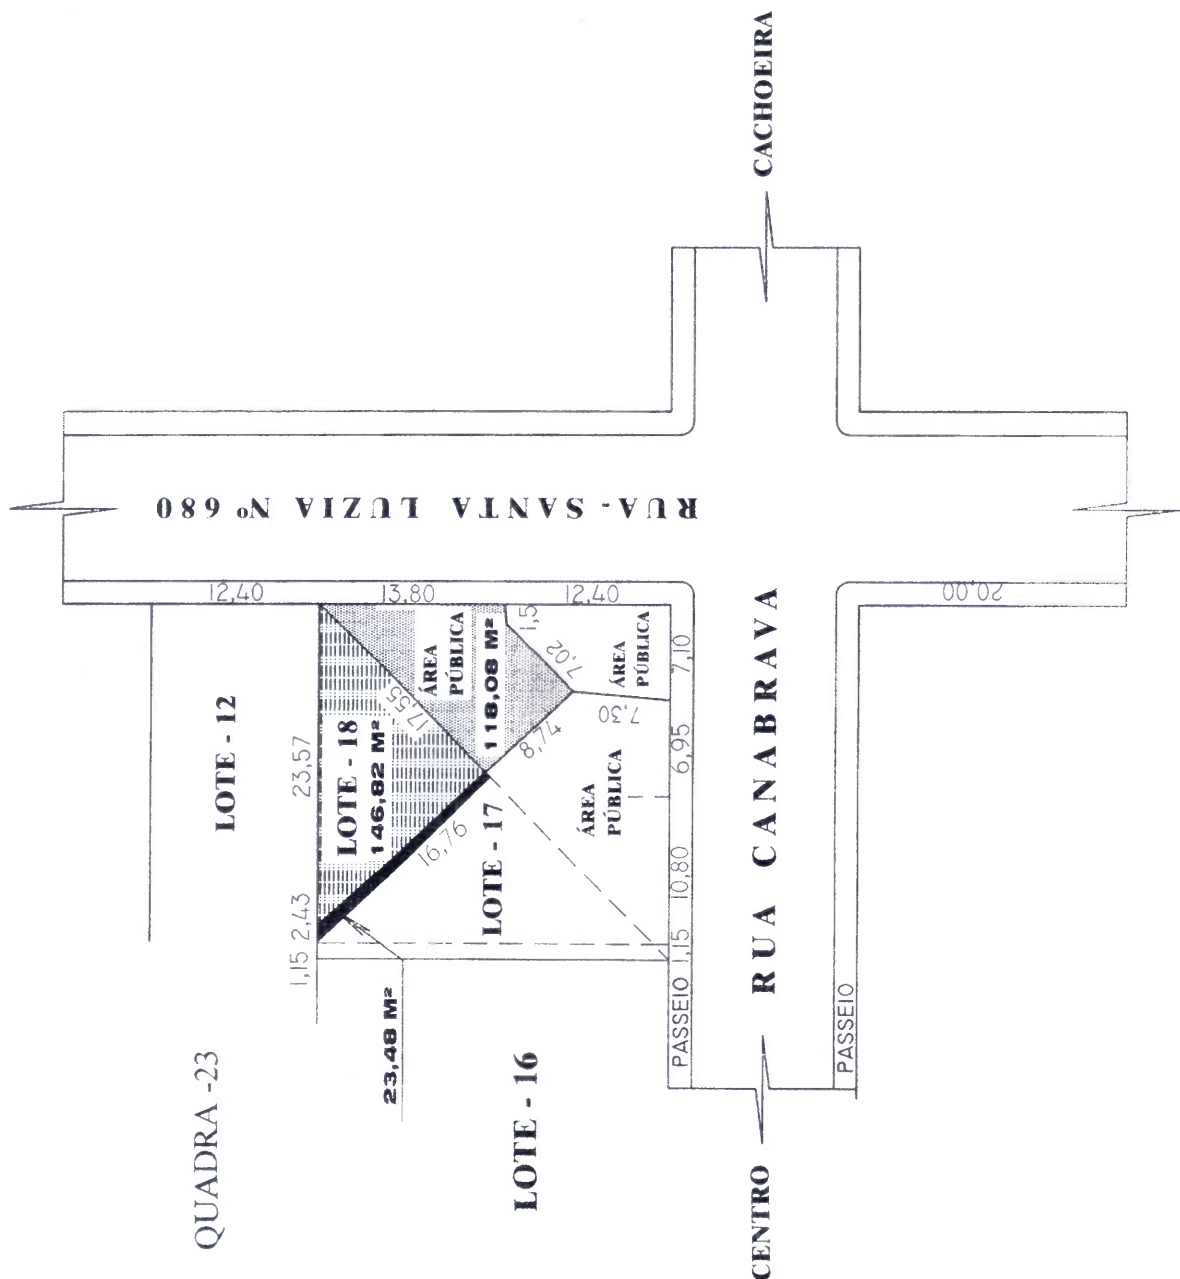 QUADRA -23
LOTE - 12
1,15
2,43
23,57
12,40
LOTE - 18
146,82 M²
13,80
17,55
ÁREA
PÚBLICA
118,08 M²
16,76
23,48 M²
LOTE - 17
LOTE - 16
8,74
7,02
1,5
12,40
ÁREA
PÚBLICA
7,30
ÁREA
PÚBLICA
PASSEIO
1,15
10,80
6,95
7,10
RUA - SANTA LUZIA Nº 680
CENTRO
RUA CANABRAVA
CACHOEIRA
PASSEIO
20,00